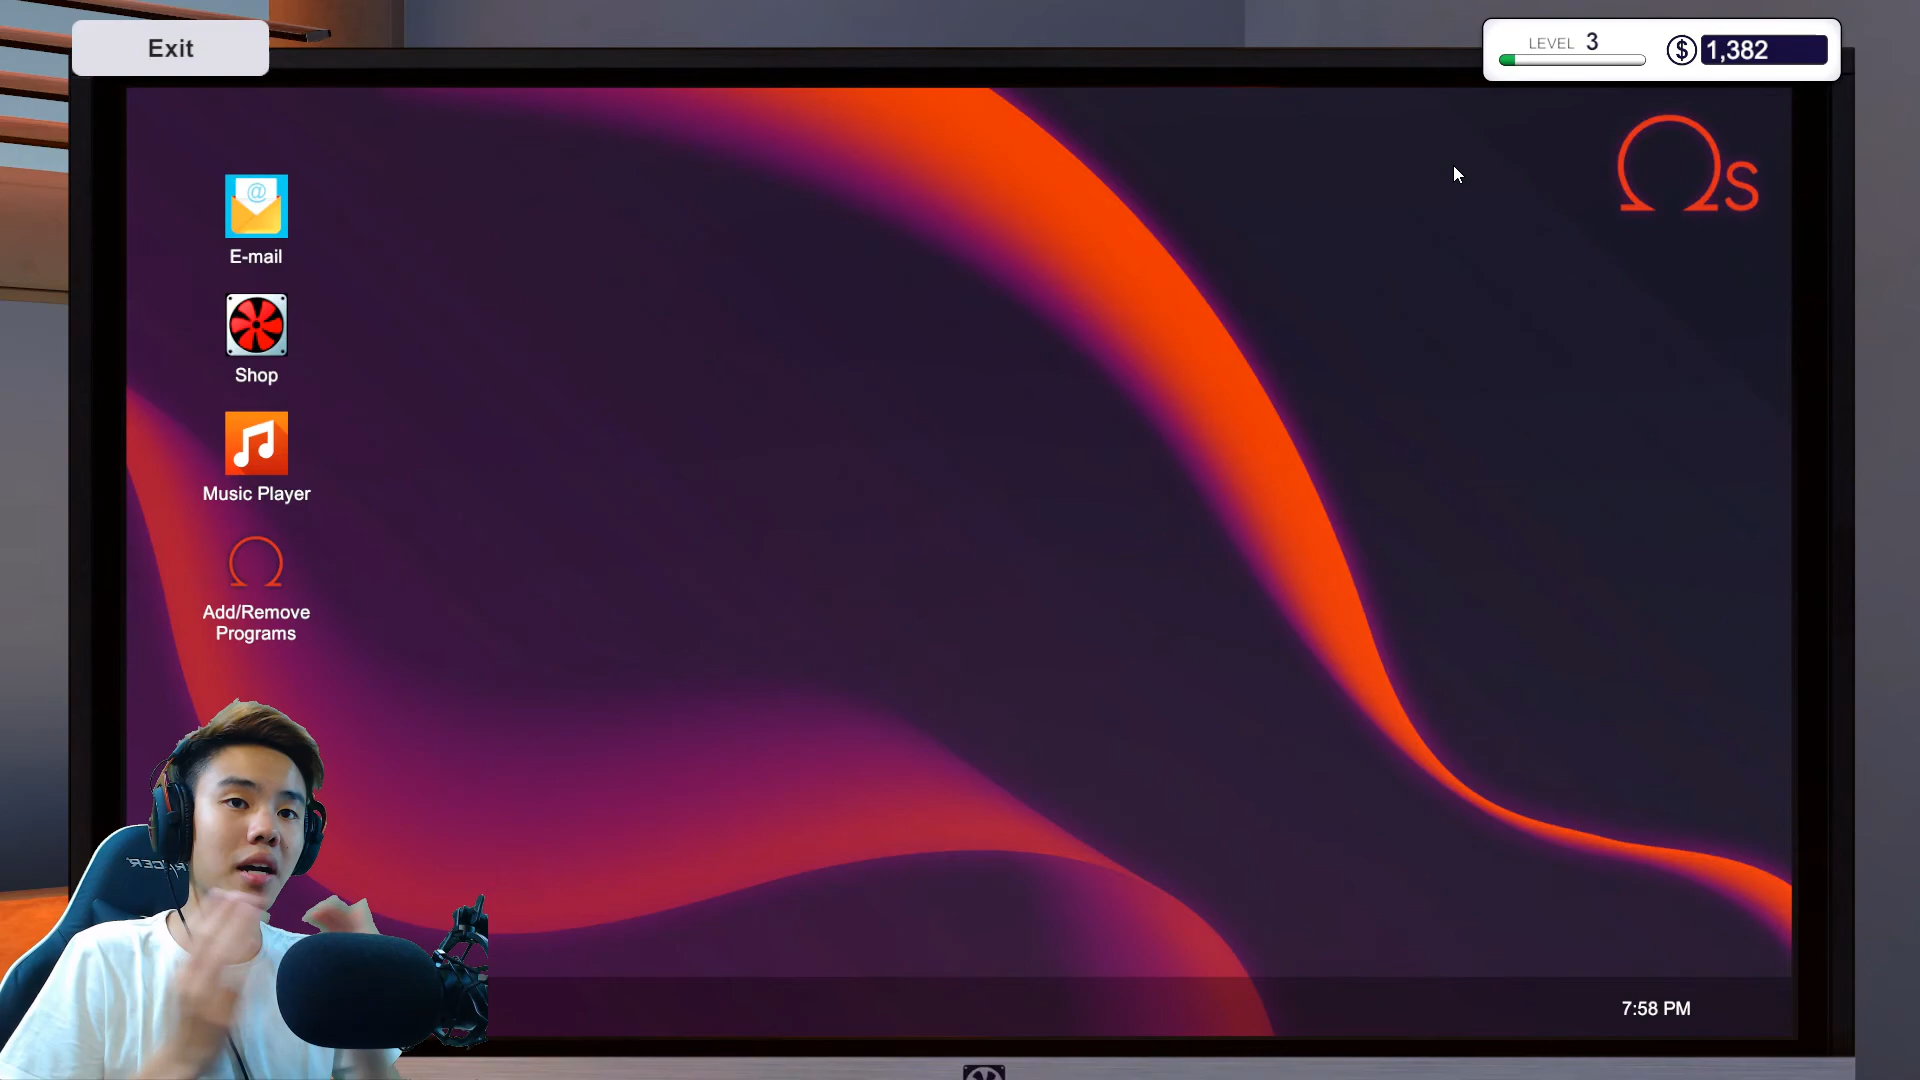 Exit
LEVEL 3
$ 1,382
Ωs
E-mail
Shop
Music Player
Add/Remove
Programs
7:58 PM